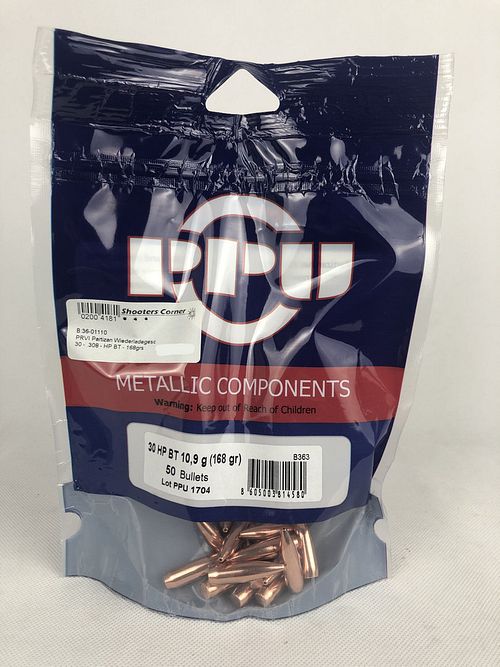 PPU
Shooters Corner
0200 4181 * * *
B:36-01110
PRVI Partizan Wiederladegesc
30 - .308 - HP BT - 168grs
METALLIC COMPONENTS
Warning: Keep out of Reach of Children
30 HP BT 10,9 g (168 gr)
50 Bullets
Lot PPU 1704
B363
8 605003 814580